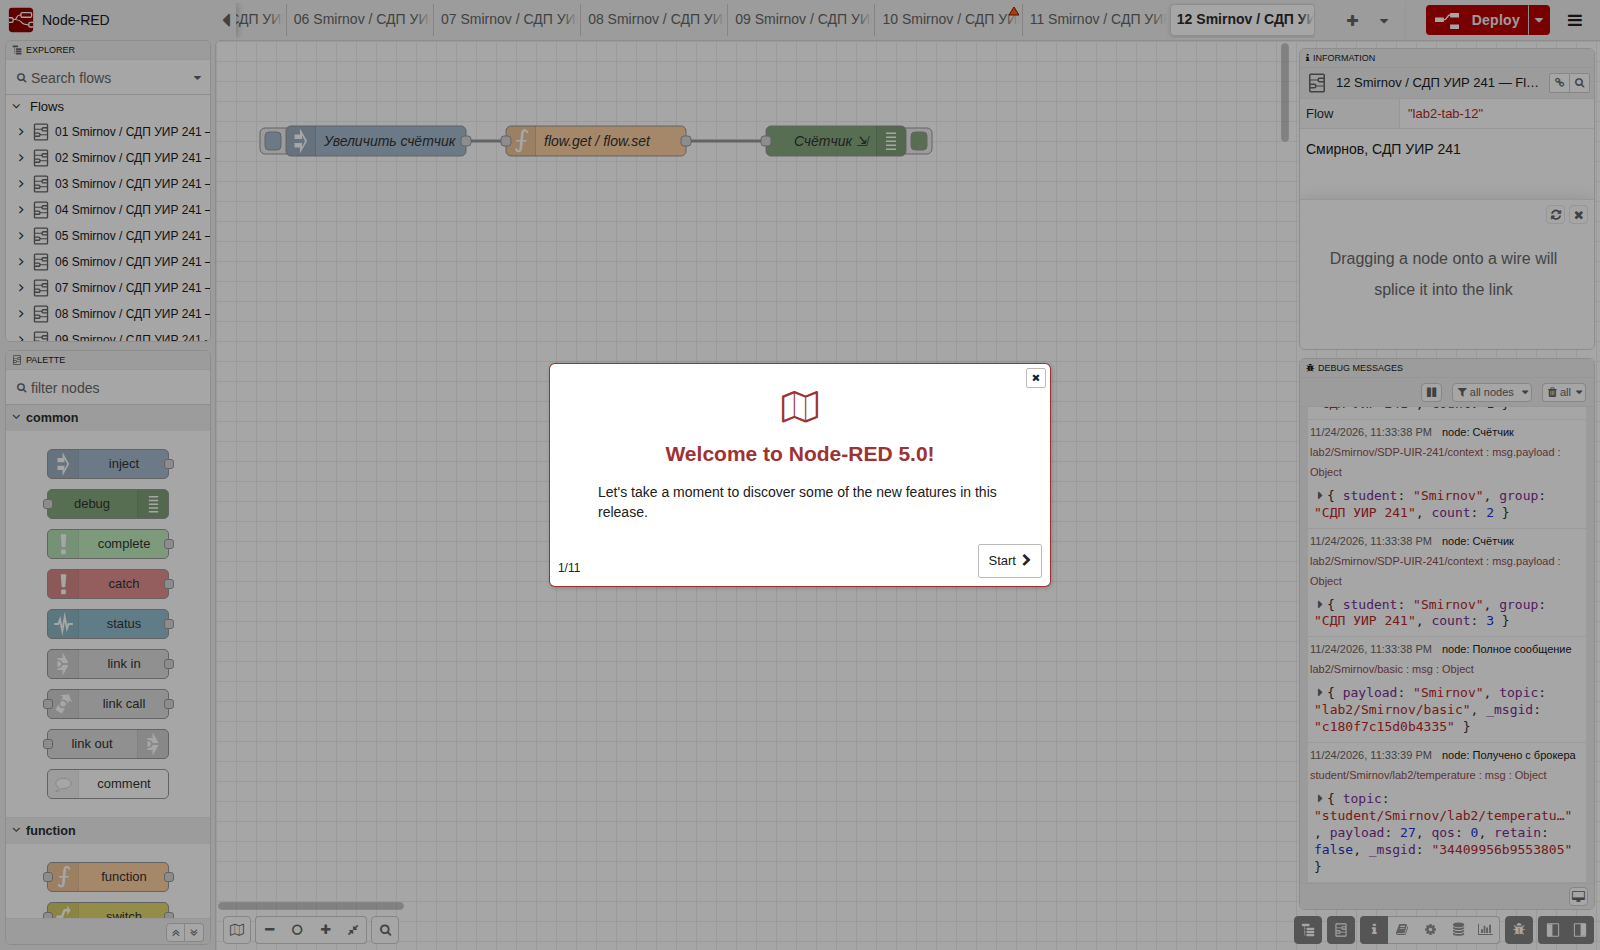 Node-RED
СДП УИ
06 Smirnov / СДП УИ
07 Smirnov / СДП УИ
08 Smirnov / СДП УИ
09 Smirnov / СДП УИ
10 Smirnov / СДП УИ
11 Smirnov / СДП УИ
12 Smirnov / СДП УИ
Deploy
EXPLORER
Search flows
Flows
01 Smirnov / СДП УИР 241 –
02 Smirnov / СДП УИР 241 –
03 Smirnov / СДП УИР 241 –
04 Smirnov / СДП УИР 241 –
05 Smirnov / СДП УИР 241 –
06 Smirnov / СДП УИР 241 –
07 Smirnov / СДП УИР 241 –
08 Smirnov / СДП УИР 241 –
09 Smirnov / СДП УИР 241 -
PALETTE
filter nodes
common
inject
debug
complete
catch
status
link in
link call
link out
comment
function
function
switch
Увеличить счётчик
flow.get / flow.set
Счётчик
Welcome to Node-RED 5.0!
Let's take a moment to discover some of the new features in this
release.
1/11
Start
INFORMATION
12 Smirnov / СДП УИР 241 — Fl...
Flow
"lab2-tab-12"
Смирнов, СДП УИР 241
Dragging a node onto a wire will
splice it into the link
DEBUG MESSAGES
all nodes
all
11/24/2026, 11:33:38 PM node: Счётчик
lab2/Smirnov/SDP-UIR-241/context : msg.payload :
Object
{ student: "Smirnov", group:
"СДП УИР 241", count: 2 }
11/24/2026, 11:33:38 PM node: Счётчик
lab2/Smirnov/SDP-UIR-241/context : msg.payload :
Object
{ student: "Smirnov", group:
"СДП УИР 241", count: 3 }
11/24/2026, 11:33:38 PM node: Полное сообщение
lab2/Smirnov/basic : msg : Object
{ payload: "Smirnov", topic:
"lab2/Smirnov/basic", _msgid:
"c180f7c15d0b4335" }
11/24/2026, 11:33:39 PM node: Получено с брокера
student/Smirnov/lab2/temperature : msg : Object
{ topic:
"student/Smirnov/lab2/temperatu…"
, payload: 27, qos: 0, retain:
false, _msgid: "34409956b9553805"
}